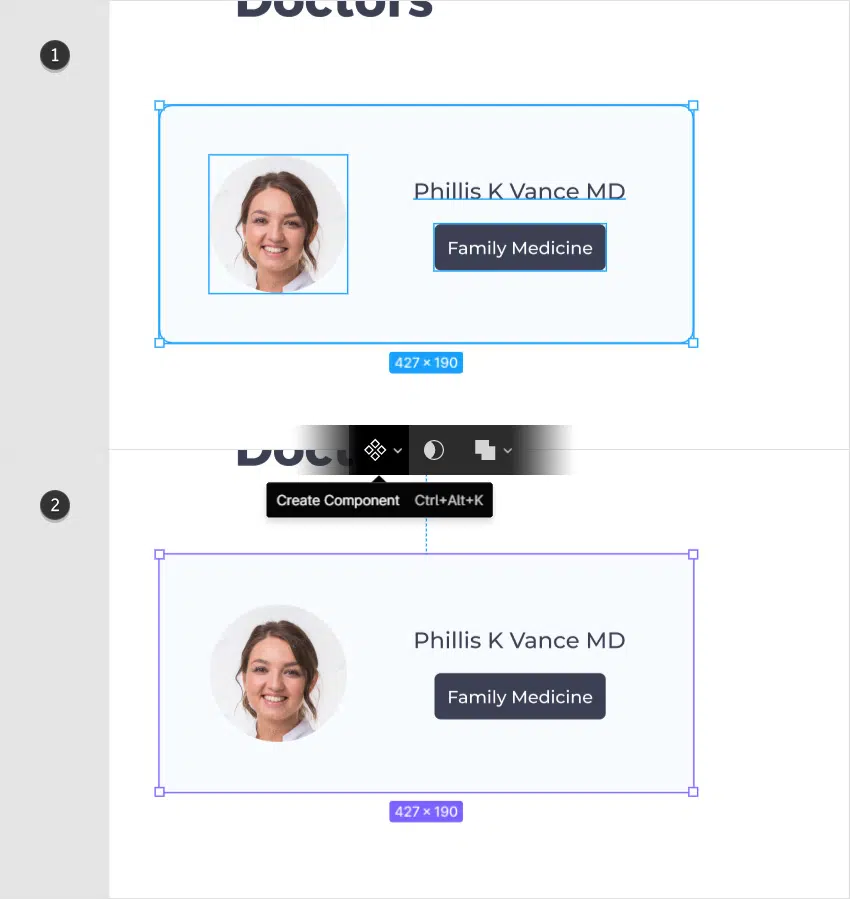 Doctors
1
Phillis K Vance MD
Family Medicine
427 × 190
Create Component Ctrl+Alt+K
2
Phillis K Vance MD
Family Medicine
427 × 190